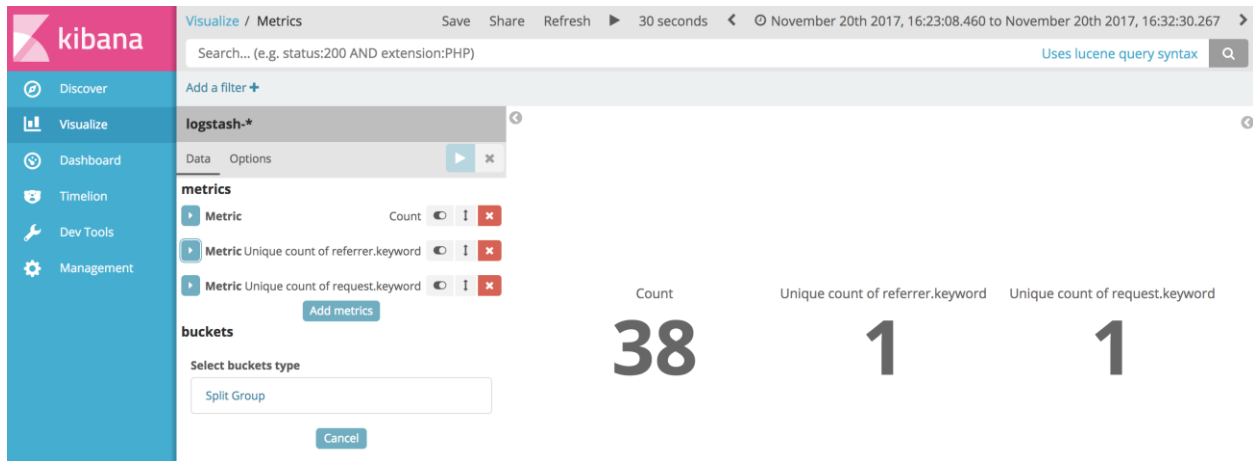 kibana
Discover
Visualize
Dashboard
Timelion
Dev Tools
Management
Visualize / Metrics Save Share Refresh 30 seconds November 20th 2017, 16:23:08.460 to November 20th 2017, 16:32:30.267
Search... (e.g. status:200 AND extension:PHP) Uses lucene query syntax
Add a filter +
logstash-*
Data Options
metrics
Metric Count
Metric Unique count of referrer.keyword
Metric Unique count of request.keyword
Add metrics
buckets
Select buckets type
Split Group
Cancel
Count Unique count of referrer.keyword Unique count of request.keyword
38 1 1